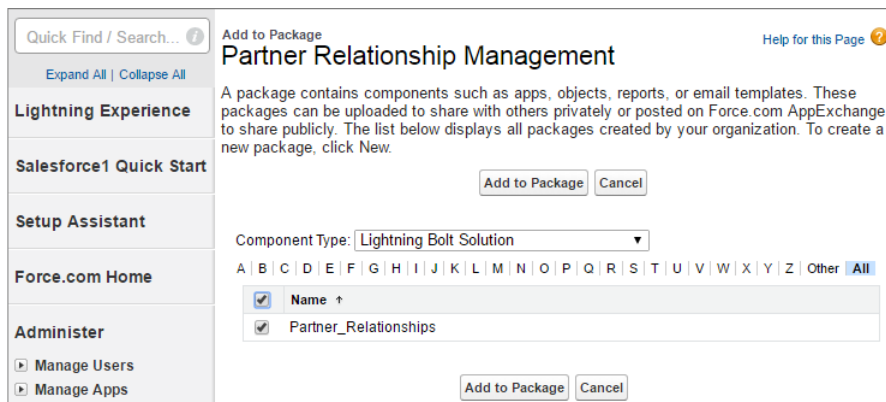 Quick Find / Search...
Expand All | Collapse All
Lightning Experience
Salesforce1 Quick Start
Setup Assistant
Force.com Home
Administer
Manage Users
Manage Apps
Add to Package
Partner Relationship Management
Help for this Page
A package contains components such as apps, objects, reports, or email templates. These
packages can be uploaded to share with others privately or posted on Force.com AppExchange
to share publicly. The list below displays all packages created by your organization. To create a
new package, click New.
Add to Package Cancel
Component Type: Lightning Bolt Solution
A | B | C | D | E | F | G | H | I | J | K | L | M | N | O | P | Q | R | S | T | U | V | W | X | Y | Z | Other All
Name ↑
Partner_Relationships
Add to Package Cancel